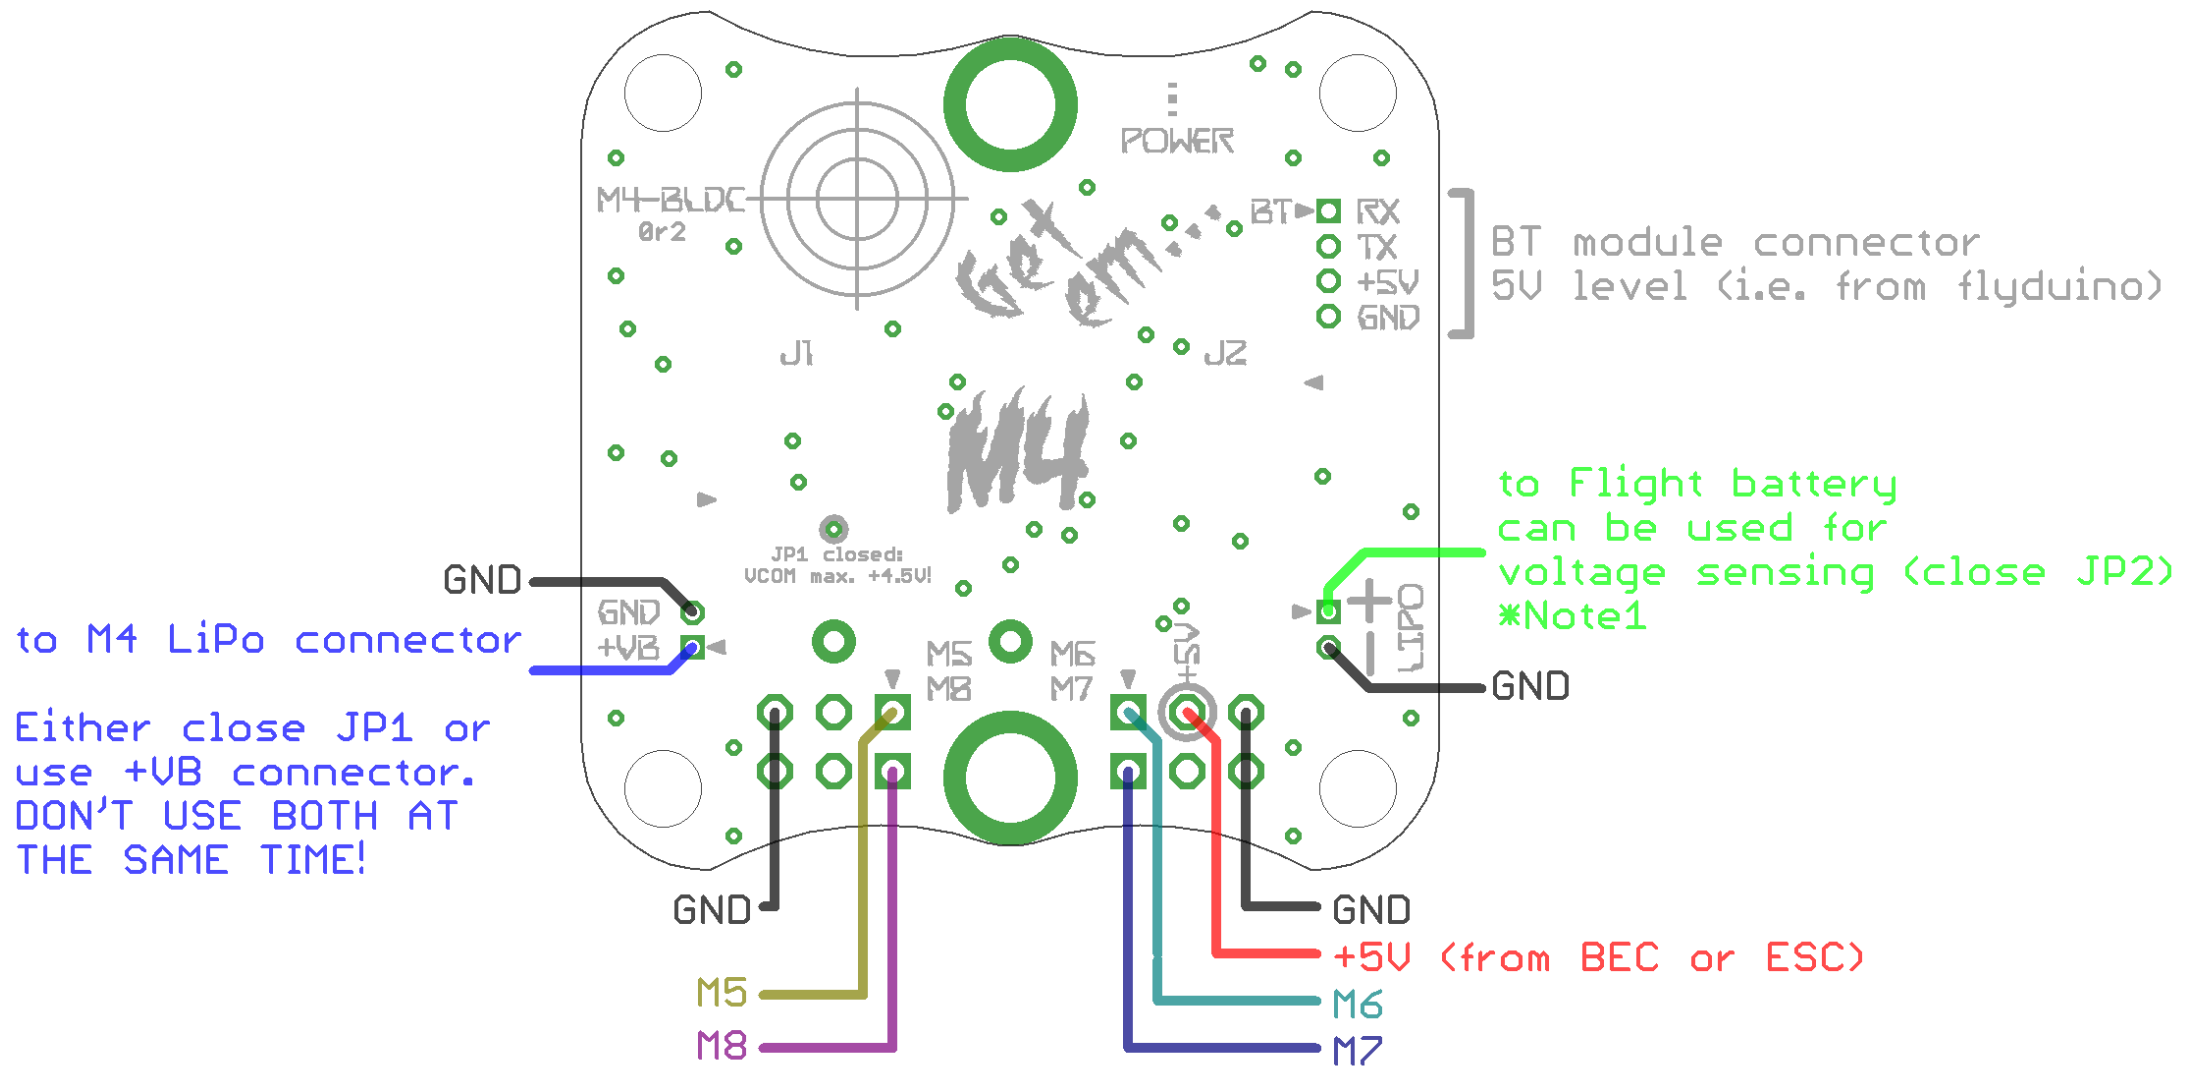 POWER
M4-BLDC
0r2
Get
em...
BT
RX
TX
+5V
GND
BT module connector
5V level (i.e. from flyduino)
J1
J2
M4
to Flight battery
can be used for
voltage sensing (close JP2)
*Note1
JP1 closed:
VCOM max. +4.5V!
GND
GND
+VB
to M4 LiPo connector
M5
M8
M6
M7
+5V
+
-
LIPO
GND
Either close JP1 or
use +VB connector.
DON'T USE BOTH AT
THE SAME TIME!
GND
GND
+5V (from BEC or ESC)
M5
M6
M8
M7